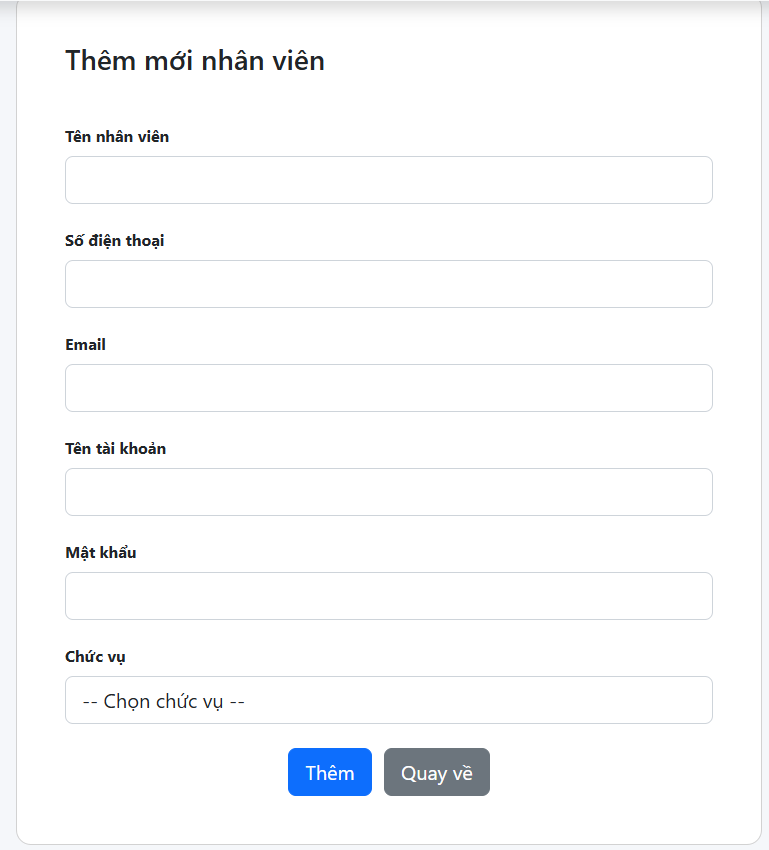 Thêm mới nhân viên
Tên nhân viên
Số điện thoại
Email
Tên tài khoản
Mật khẩu
Chức vụ
-- Chọn chức vụ --
Thêm Quay về